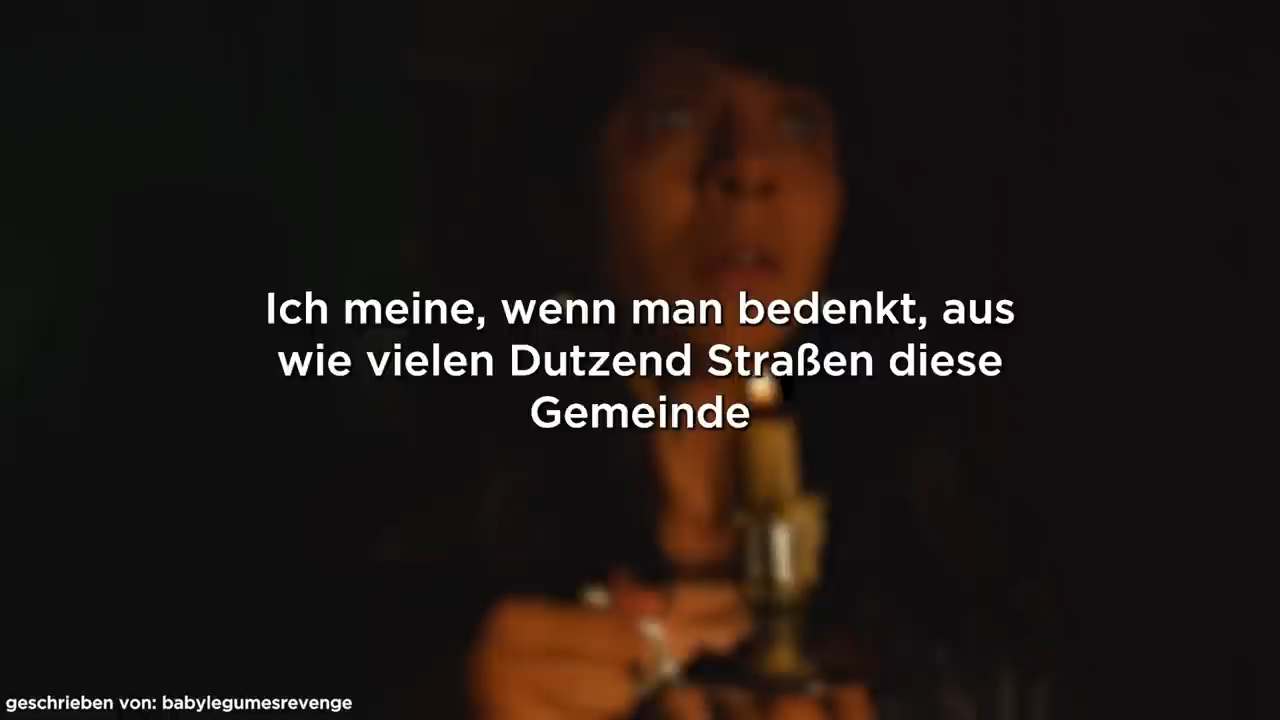 Ich meine, wenn man bedenkt, aus
wie vielen Dutzend Straßen diese
Gemeinde
geschrieben von: babylegumesrevenge